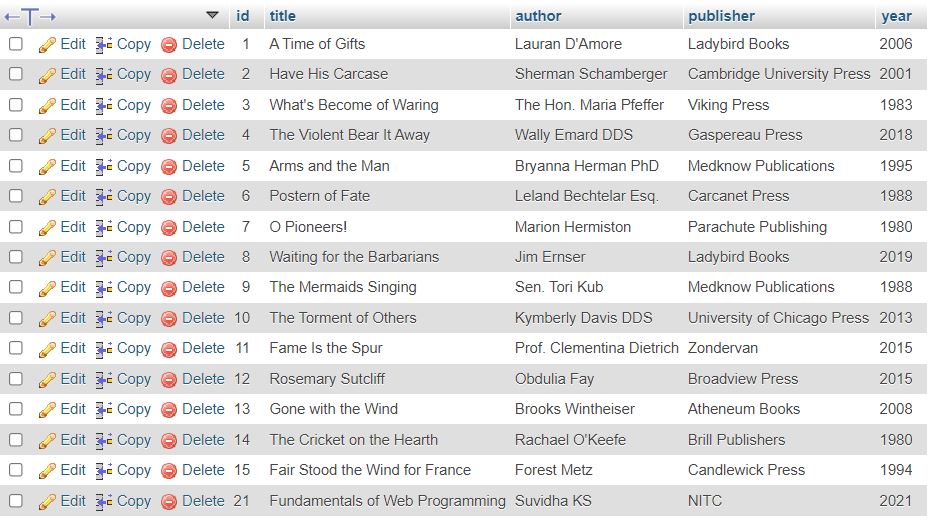 ←T→ id title author publisher year
Edit Copy Delete 1 A Time of Gifts Lauran D'Amore Ladybird Books 2006
Edit Copy Delete 2 Have His Carcase Sherman Schamberger Cambridge University Press 2001
Edit Copy Delete 3 What's Become of Waring The Hon. Maria Pfeffer Viking Press 1983
Edit Copy Delete 4 The Violent Bear It Away Wally Emard DDS Gaspereau Press 2018
Edit Copy Delete 5 Arms and the Man Bryanna Herman PhD Medknow Publications 1995
Edit Copy Delete 6 Postern of Fate Leland Bechtelar Esq. Carcanet Press 1988
Edit Copy Delete 7 O Pioneers! Marion Hermiston Parachute Publishing 1980
Edit Copy Delete 8 Waiting for the Barbarians Jim Ernser Ladybird Books 2019
Edit Copy Delete 9 The Mermaids Singing Sen. Tori Kub Medknow Publications 1988
Edit Copy Delete 10 The Torment of Others Kymberly Davis DDS University of Chicago Press 2013
Edit Copy Delete 11 Fame Is the Spur Prof. Clementina Dietrich Zondervan 2015
Edit Copy Delete 12 Rosemary Sutcliff Obdulia Fay Broadview Press 2015
Edit Copy Delete 13 Gone with the Wind Brooks Wintheiser Atheneum Books 2008
Edit Copy Delete 14 The Cricket on the Hearth Rachael O'Keefe Brill Publishers 1980
Edit Copy Delete 15 Fair Stood the Wind for France Forest Metz Candlewick Press 1994
Edit Copy Delete 21 Fundamentals of Web Programming Suvidha KS NITC 2021